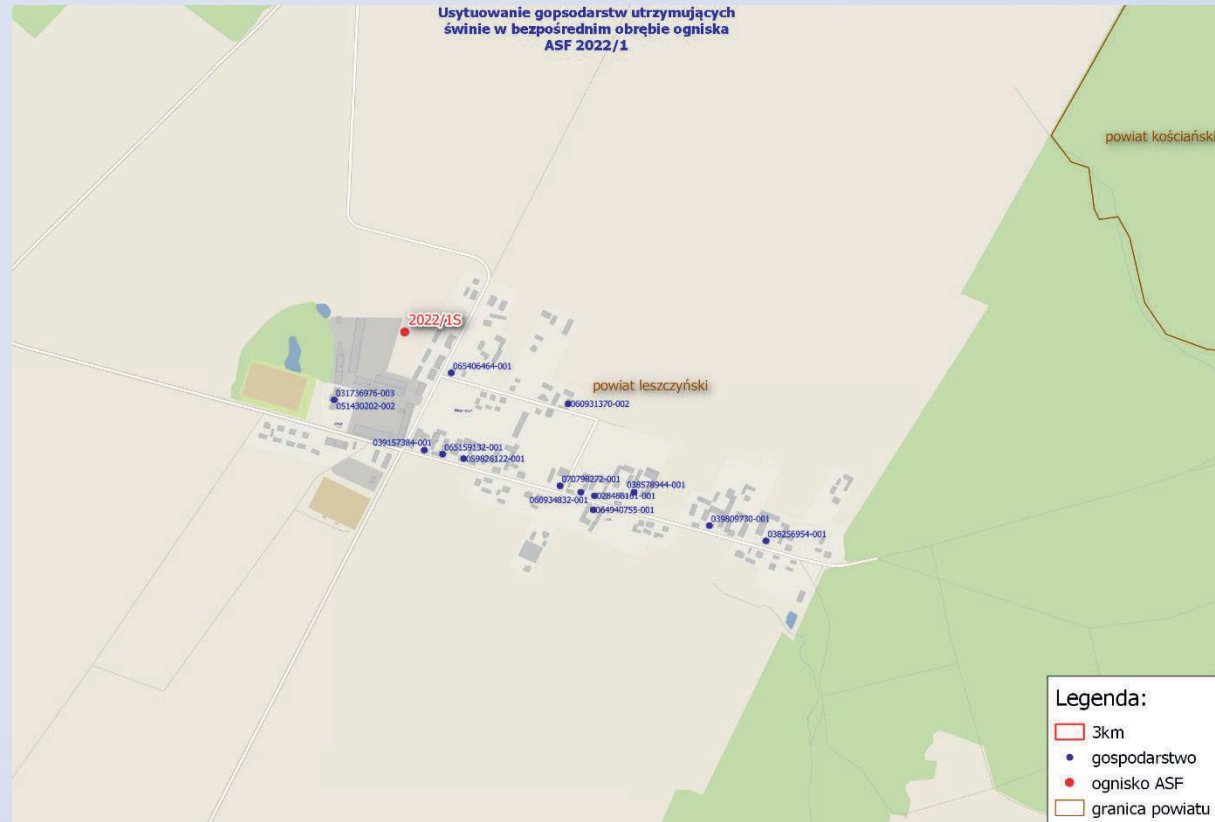 Usytuowanie gopsodarstw utrzymujących
świnie w bezpośrednim obrębie ogniska
ASF 2022/1
powiat kościański
2022/1S
065406464-001
powiat leszczyński
031736976-003
060931370-002
051430202-002
039157384-001
065159132-001
059826122-001
070798272-001
038578944-001
028486101-001
060934832-001
064940755-001
039809730-001
038256954-001
Legenda:
3km
gospodarstwo
ognisko ASF
granica powiatu